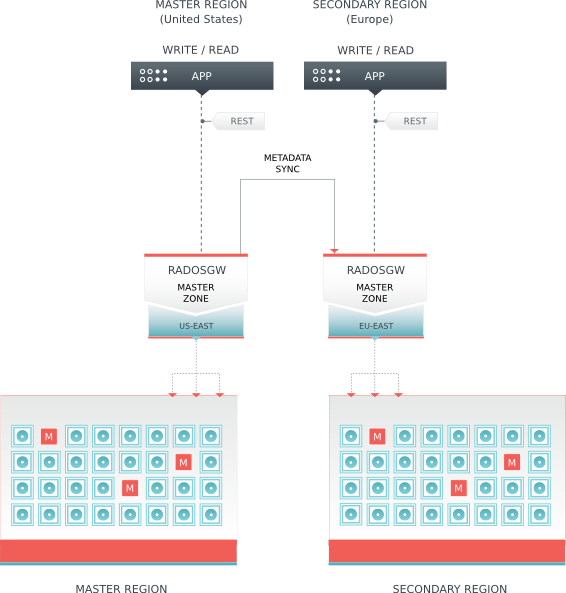 MASTER REGION
(United States)
SECONDARY REGION
(Europe)
WRITE / READ
WRITE / READ
APP
APP
REST
REST
METADATA
SYNC
RADOSGW
MASTER
ZONE
US-EAST
RADOSGW
MASTER
ZONE
EU-EAST
M
M
M
M
M
M
MASTER REGION
SECONDARY REGION